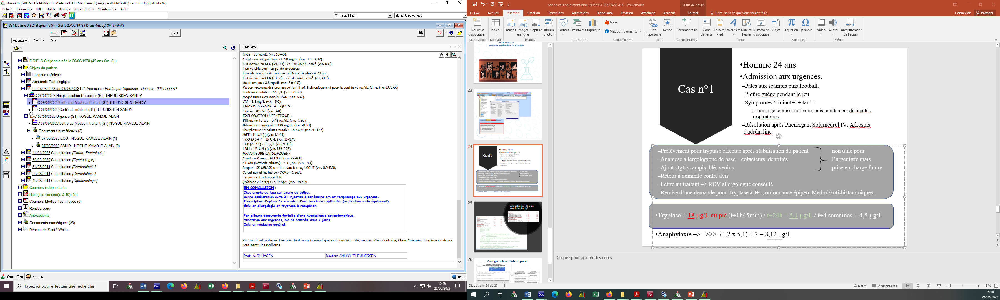 OmniPro (GADISSEUR ROMY): D: Madame DIELS Stéphanie (F) né(e) le 20/06/1978 (45 ans 0m. 6j.) (0413466W)
Fichier Paramètres PUH Outils Biologie Prescriptions Maintenance Aide
ST (Sart-Tilman)
Eléments personnels
D: Madame DIELS Stéphanie (F) né(e) le 20/06/1978 (45 ans 0m. 6j.) (0413466W)
Outil
Arborisation Service Actes
F DIELS Stéphanie née le 20/06/1978 (45 ans 0m. 6j.)
Objets du patient
Imagerie médicale
Anatomie Pathologique
du 07/06/2023 au 08/06/2023 Pré-Admission Entrée par Urgences - Dossier : 023113387P
C 08/06/2023 Hospitalisation Provisoire (ST) THEUNISSEN SANDY
C 09/06/2023 Lettre au Médecin traitant (ST) THEUNISSEN SANDY
C 08/06/2023 Certificat médical (ST) THEUNISSEN SANDY
C 07/06/2023 Urgence (ST) NOGUE KAMDJE ALAIN
C 08/06/2023 Lettre au Médecin traitant (ST) NOGUE KAMDJE ALAIN
Documents numériques (2)
07/06/2023 ECG - NOGUE KAMDJE ALAIN (1)
07/06/2023 SMUR - NOGUE KAMDJE ALAIN (2)
11/01/2023 Consultation [Gastro-Entérologie]
30/09/2020 Consultation [Gynécologie]
31/03/2014 Consultation [Dermatologie]
20/03/2014 Consultation [Dermatologie]
19/03/2014 Consultation [Ophtalmologie]
Courriers indépendants
Biologies (limité(e)s à 10) (15)
Courriers Médico Techniques (6)
Rendez-vous
Antécédents
Documents numériques (23)
Réseau de Santé Wallon
Preview
Urée : 30 mg/dL (v.n. 15-40).
Créatinine enzymatique : 0.90 mg/dL (v.n. 0.55-1.02).
Estimation du GFR (MDRD) : >60 mL/min/1.73m² (v.n. 60-).
Non valable pour les patients obèses.
Formule non validée pour les patients de plus de 70 ans.
Estimation du GFR (EKFC) : 77 mL/min/1.73m² (v.n. 60-).
Acide urique : 3.8 mg/dL (v.n. 2.6-6.0).
Valeur recommandée pour un patient traité chroniquement pour la goutte <6 mg/dL (directive EULAR)
Protéines totales : 66 g/L (v.n. 58-83).
Magnésium : 0.91 mmol/L (v.n. 0.66-1.07).
CRP : 2.3 mg/L (v.n. -5.0).
ENZYMES PANCREATIQUES :
Lipase : 18 U/L (v.n. -60).
EXPLORATION HEPATIQUE :
Bilirubine totale : 0.43 mg/dL (v.n. -1.20).
Bilirubine conjuguée : 0.19 mg/dL (v.n. -0.50).
Phosphatases alcalines totales : 59 U/L (v.n. 41-125).
GGT : 11 U/L(-) (v.n. 12-64).
TGO (ASAT) : 15 U/L (v.n. 15-37).
TGP (ALAT) : 15 U/L (v.n. 9-45).
LDH : 113 U/L(-) (v.n. 136-273).
MARQUEURS CARDIAQUES :
Créatine kinase : 41 UI/L (v.n. 29-168).
CK-MB (méthode Alinity) : <1.0 µg/L (v.n. -3.1).
Rapport CK-MB/CK totale : Non fait µg/100UI (v.n. 0.0-5.0).
Calcul non effectué car CKMB < 1 µg/L
Troponine I ultrasensible
(méthode Alinity) : <5.10 ng/L (v.n. -15.60).
EN CONCLUSION :
Choc anaphylactique sur piqure de guêpe.
Bonne amélioration suite à l'injection d'adrénaline IM et remplissage aux urgences.
Prescription d'epipen 2x + remise d'une brochure explicative (explication orale également).
Suivi en allergologie et tryptase à récupérer.
Par ailleurs découverte fortuite d'une hypokaliémie asymptomatique.
Substition aux urgences, bio de contrôle dans 7 jours.
Suivi en médecine général.
Restant à votre disposition pour tout renseignement que vous jugeriez utile, recevez, Cher Confrère, Chère Consoeur, l'expression de nos
sentiments les meilleurs.
Prof. A. GHUYSEN
Docteur SANDY THEUNISSEN
OmniPro DIELS S
15:46
Tapez ici pour effectuer une recherche
15:46
26/06/2023
bonne version presentation 29062023 TRYPTASE ALK - PowerPoint
Outils de dessin
Fichier Accueil Insertion Création Transitions Animations Diaporama Révision Affichage Acrobat Format
Dites-nous ce que vous voulez faire.
Connexion Partager
Nouvelle diapositive
Tableau
Images
Images en ligne
Capture
Album photo
Formes
SmartArt
Graphique
Store
Mes compléments
Lien hypertexte
Action
Commentaire
Zone de texte
En-tête/ Pied
WordArt
Date et heure
Numéro de diapositive
Objet
Équation
Symbole
Vidéo
Audio
Enregistrement de l'écran
Diapositives Tableaux Images Illustrations Compléments Liens Commentaires Texte Symboles Média
23
24
25
Allergologue J+28 jours
sensibilisation IgE
26
Consignes à la sortie des urgences
Cas n°1
•Homme 24 ans
•Admission aux urgences.
–Pâtes aux scampis puis football.
–Piqûre guêpe pendant le jeu,
–Symptômes 5 minutes + tard :
o prurit généralisé, urticaire, puis rapidement difficultés
respiratoires.
–Résolution après Phenergan, Solumédrol IV, Aérosols
d'adrénaline.
–Prélèvement pour tryptase effectué après stabilisation du patient
–Anamèse allergologique de base – cofacteurs identifiés
–Ajout sIgE scampis, blé, venins
non utile pour
l'urgentiste mais
prise en charge future
–Retour à domicile contre avis
–Lettre au traitant => RDV allergologue conseillé
–Remise d'une demande pour Tryptase à J+1, ordonnance épipen, Medrol/anti-histaminiques.
•Tryptase = 18 µg/L au pic (t+1h45min) / t+24h = 5,1 µg/L / t+4 semaines = 4,5 µg/L
•Anaphylaxie => >>> (1,2 x 5,1) + 2 = 8,12 µg/L
Cliquez pour ajouter des notes
Diapositive 24 de 27
Notes Commentaires
18 %
15:46
26/06/2023